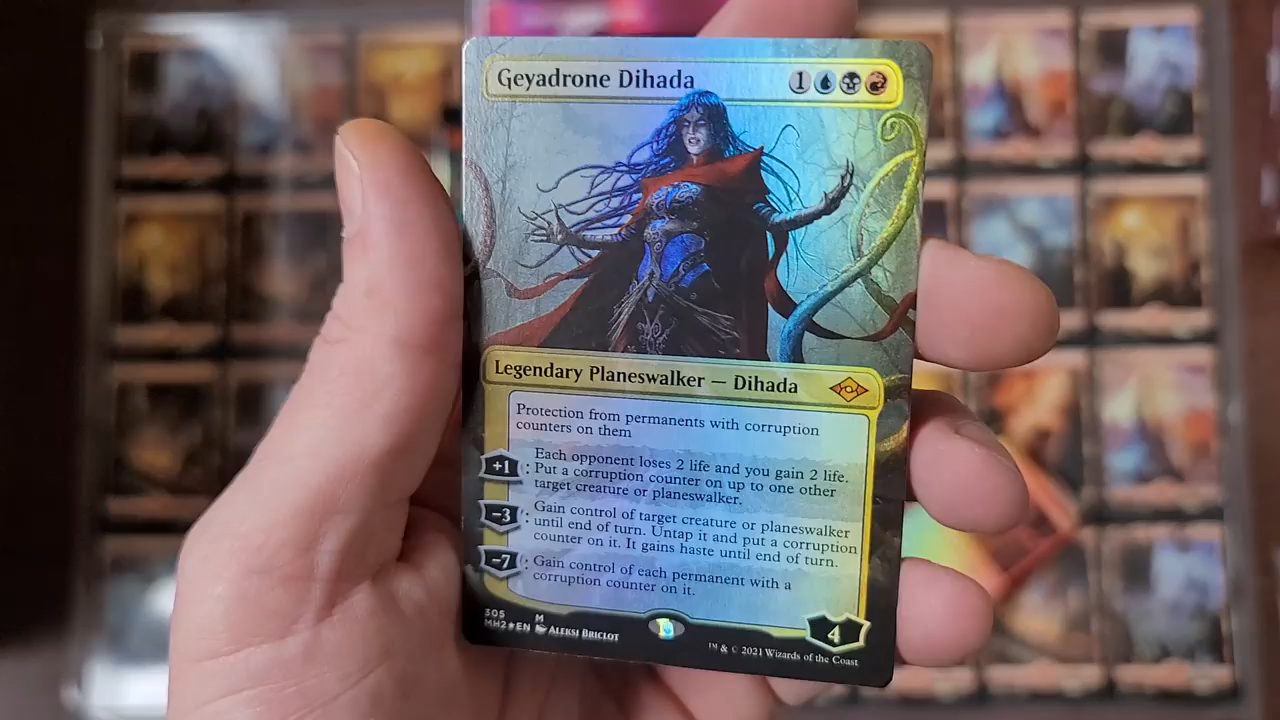 Geyadrone Dihada 1
Legendary Planeswalker — Dihada
Protection from permanents with corruption
counters on them
+1 : Each opponent loses 2 life and you gain 2 life.
Put a corruption counter on up to one other
target creature or planeswalker.
−3 : Gain control of target creature or planeswalker
until end of turn. Untap it and put a corruption
counter on it. It gains haste until end of turn.
−7 : Gain control of each permanent with a
corruption counter on it.
4
305 M
MH2★EN ALEKSI BRICLOT
™ & © 2021 Wizards of the Coast